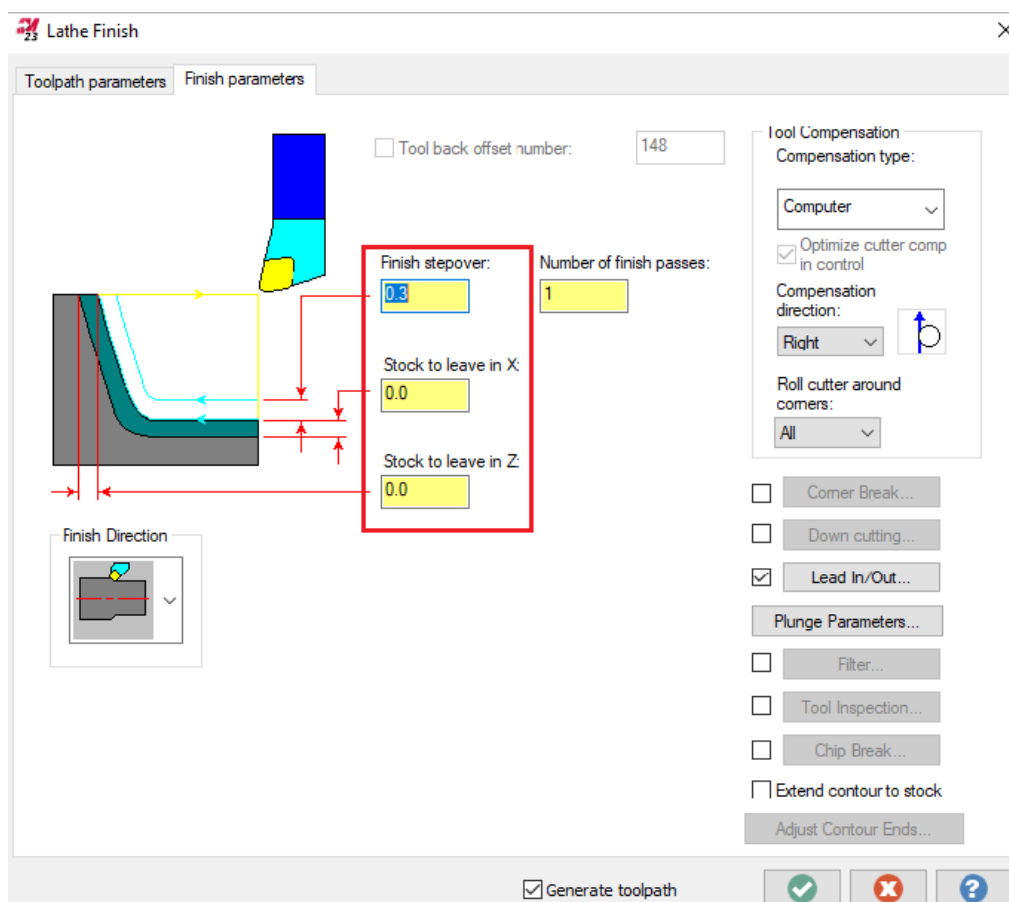 23
Lathe Finish
Toolpath parameters
Finish parameters
Tool back offset number:
148
Finish stepover:
0.3
Number of finish passes:
1
Stock to leave in X:
0.0
Stock to leave in Z:
0.0
Finish Direction
Tool Compensation
Compensation type:
Computer
Optimize cutter comp
in control
Compensation
direction:
Right
Roll cutter around
corners:
All
Corner Break...
Down cutting...
Lead In/Out...
Plunge Parameters...
Filter...
Tool Inspection...
Chip Break...
Extend contour to stock
Adjust Contour Ends...
Generate toolpath
?